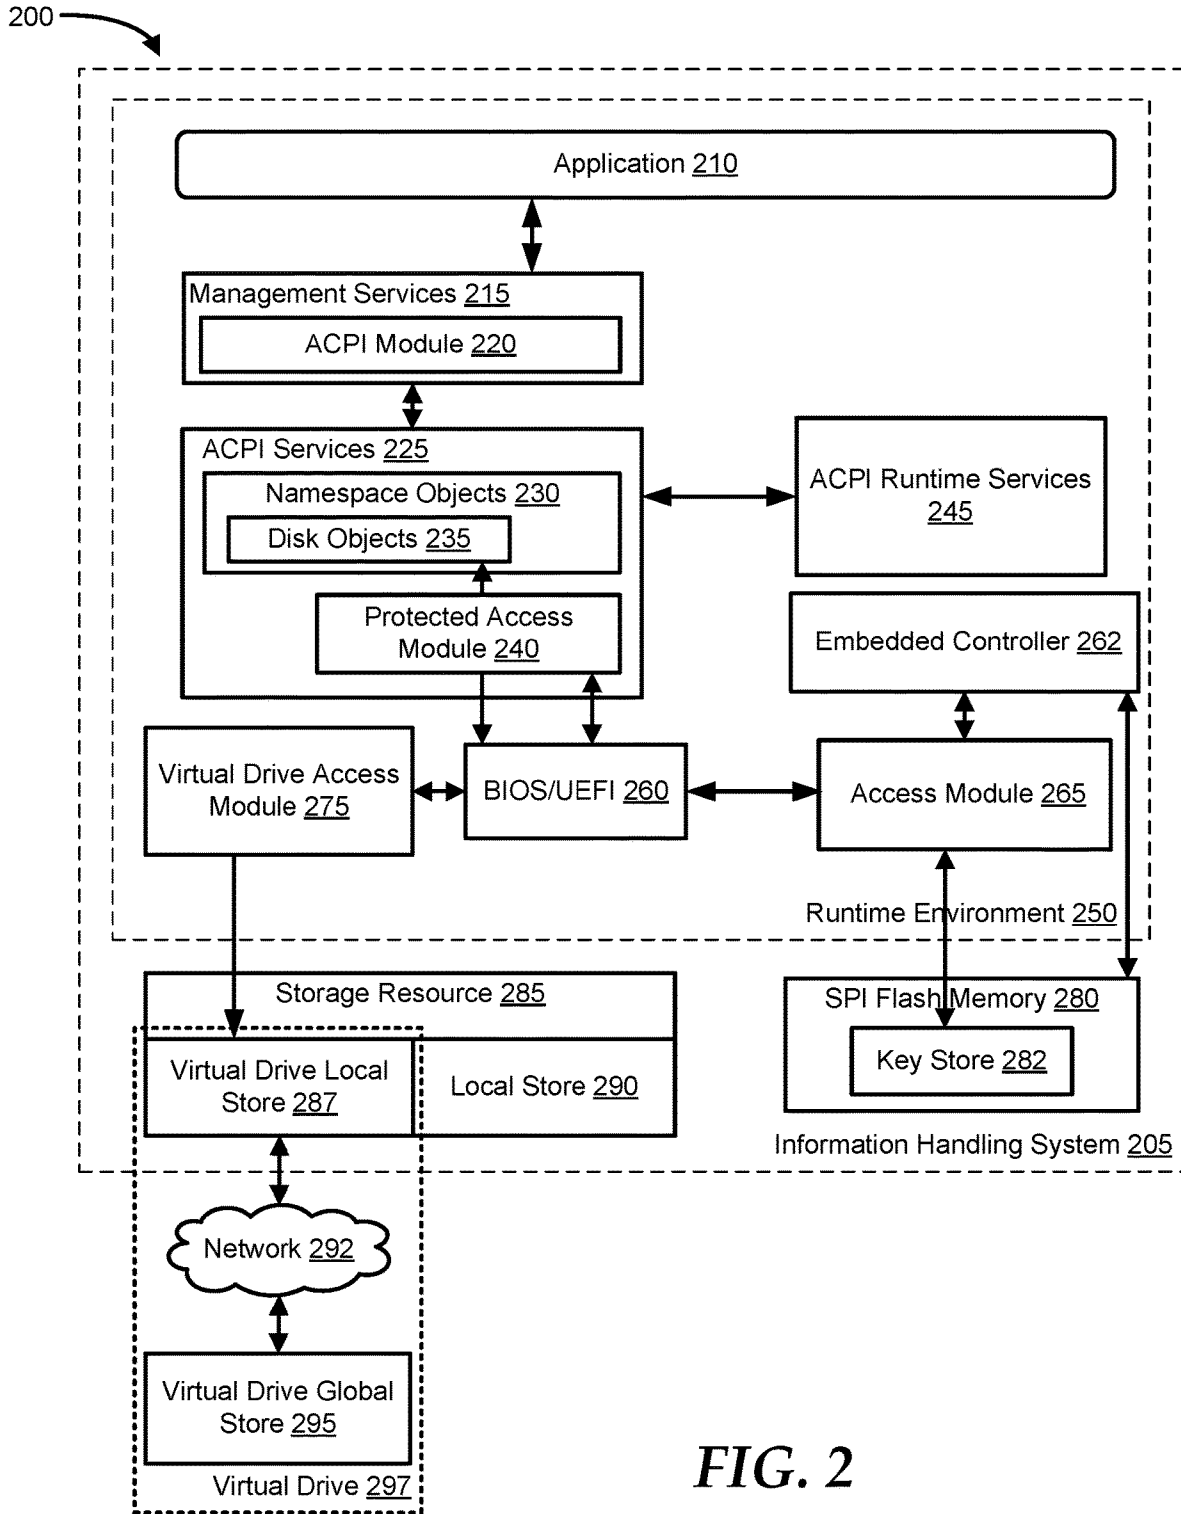 200
Application 210
Management Services 215
ACPI Module 220
ACPI Services 225
Namespace Objects 230
Disk Objects 235
Protected Access
Module 240
ACPI Runtime Services
245
Embedded Controller 262
Virtual Drive Access
Module 275
BIOS/UEFI 260
Access Module 265
Runtime Environment 250
Storage Resource 285
Virtual Drive Local
Store 287
Local Store 290
SPI Flash Memory 280
Key Store 282
Information Handling System 205
Network 292
Virtual Drive Global
Store 295
Virtual Drive 297
FIG. 2